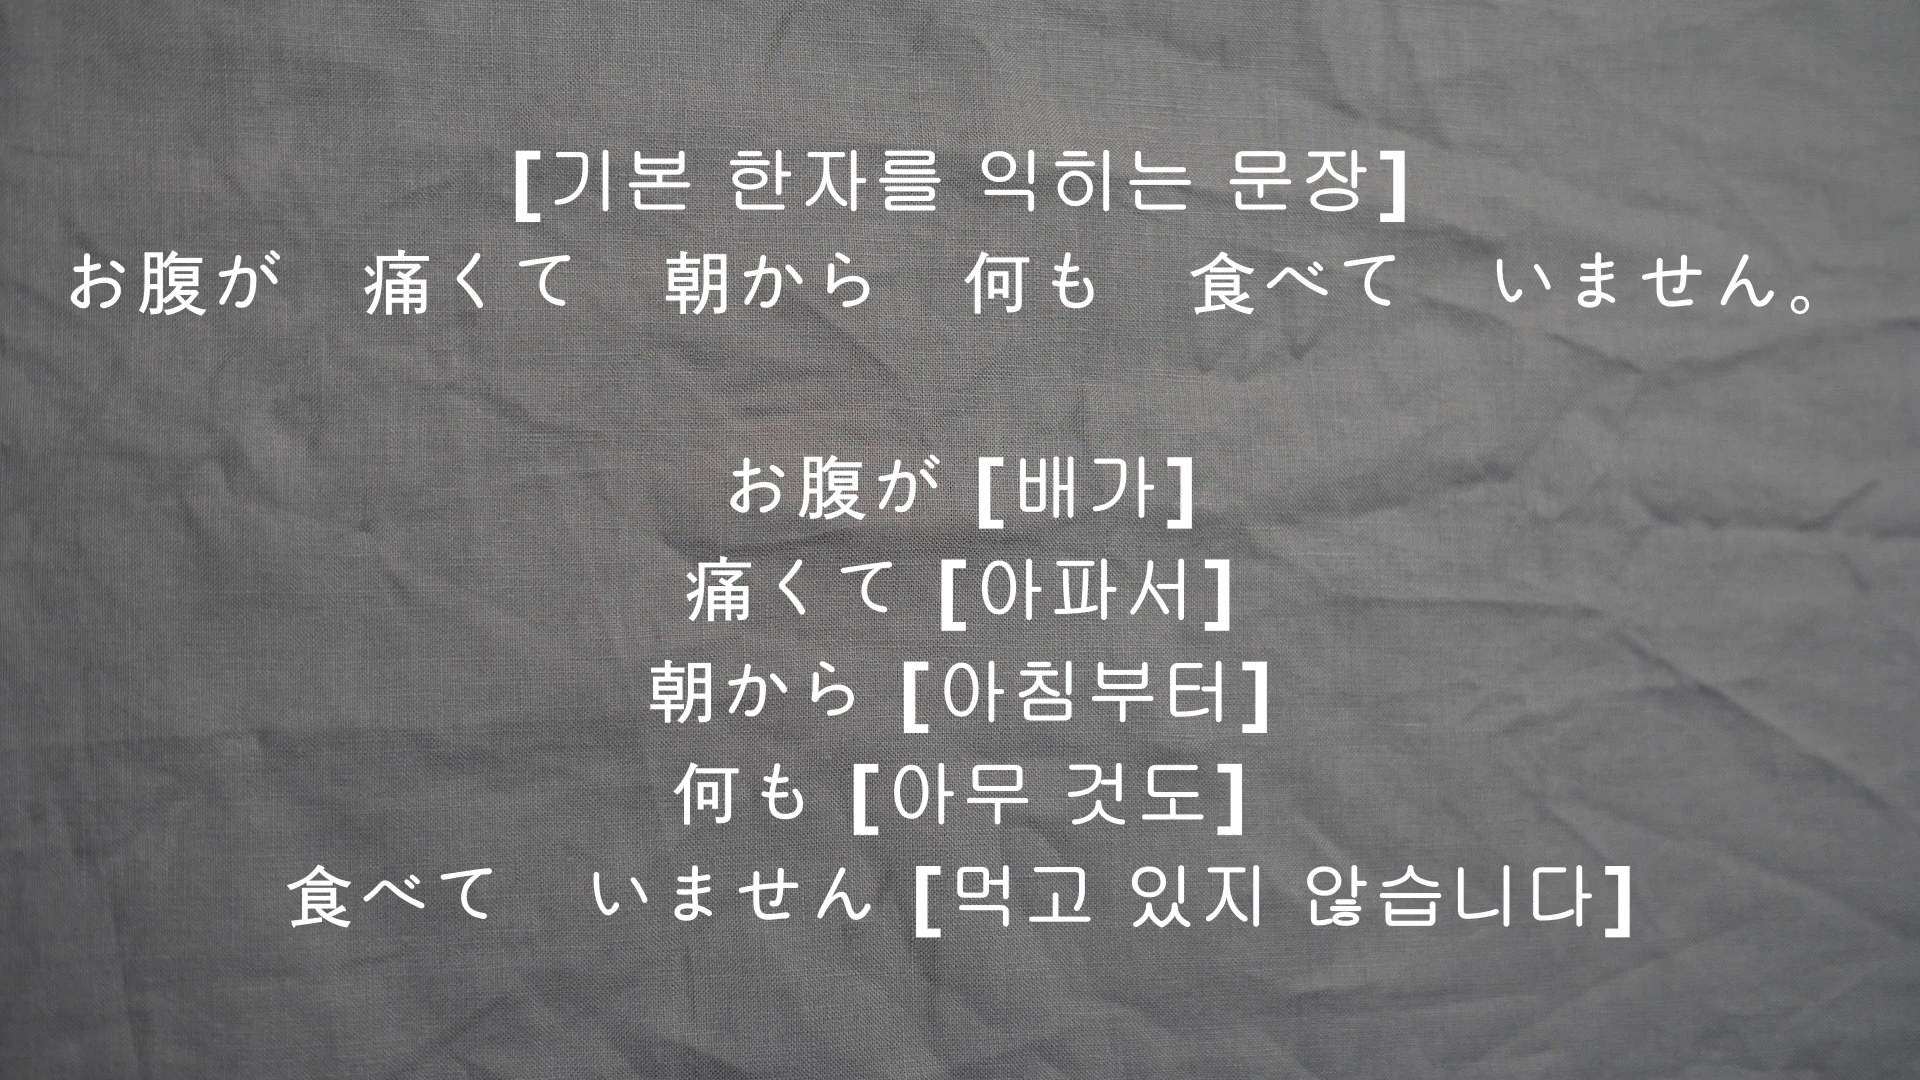 [기본 한자를 익히는 문장]
お腹が　痛くて　朝から　何も　食べて　いません。
お腹が [배가]
痛くて [아파서]
朝から [아침부터]
何も [아무 것도]
食べて　いません [먹고 있지 않습니다]